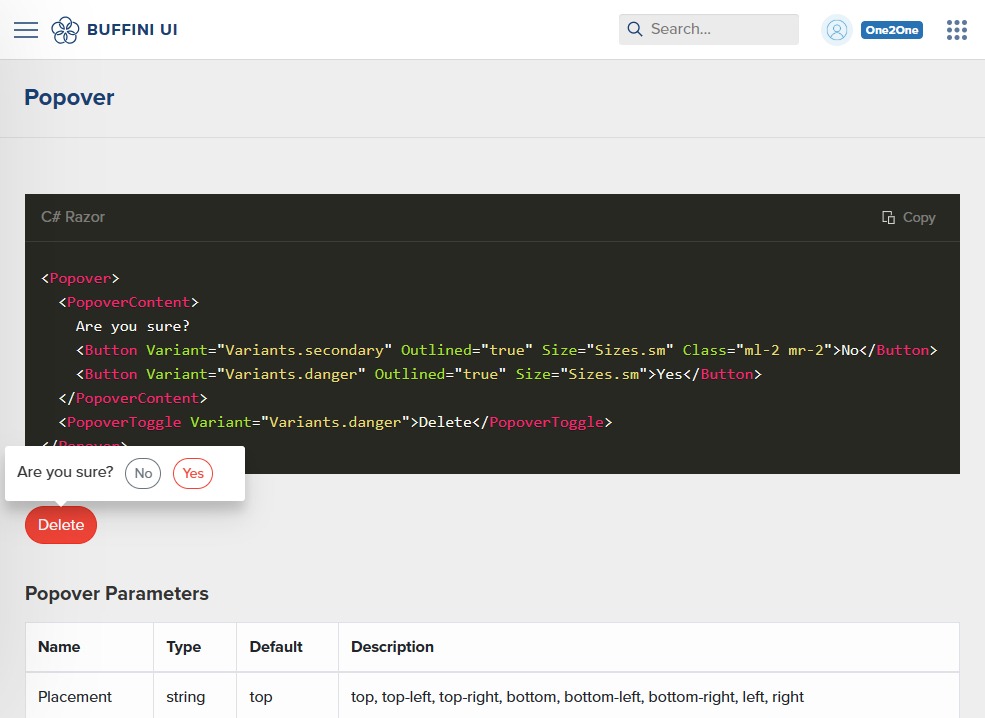 BUFFINI UI
Search...
One2One
Popover
C# Razor
Copy
<Popover>
<PopoverContent>
Are you sure?
<Button Variant="Variants.secondary" Outlined="true" Size="Sizes.sm" Class="ml-2 mr-2">No</Button>
<Button Variant="Variants.danger" Outlined="true" Size="Sizes.sm">Yes</Button>
</PopoverContent>
<PopoverToggle Variant="Variants.danger">Delete</PopoverToggle>
</Popover>
Are you sure? No Yes
Delete
Popover Parameters
Name Type Default Description
Placement string top top, top-left, top-right, bottom, bottom-left, bottom-right, left, right